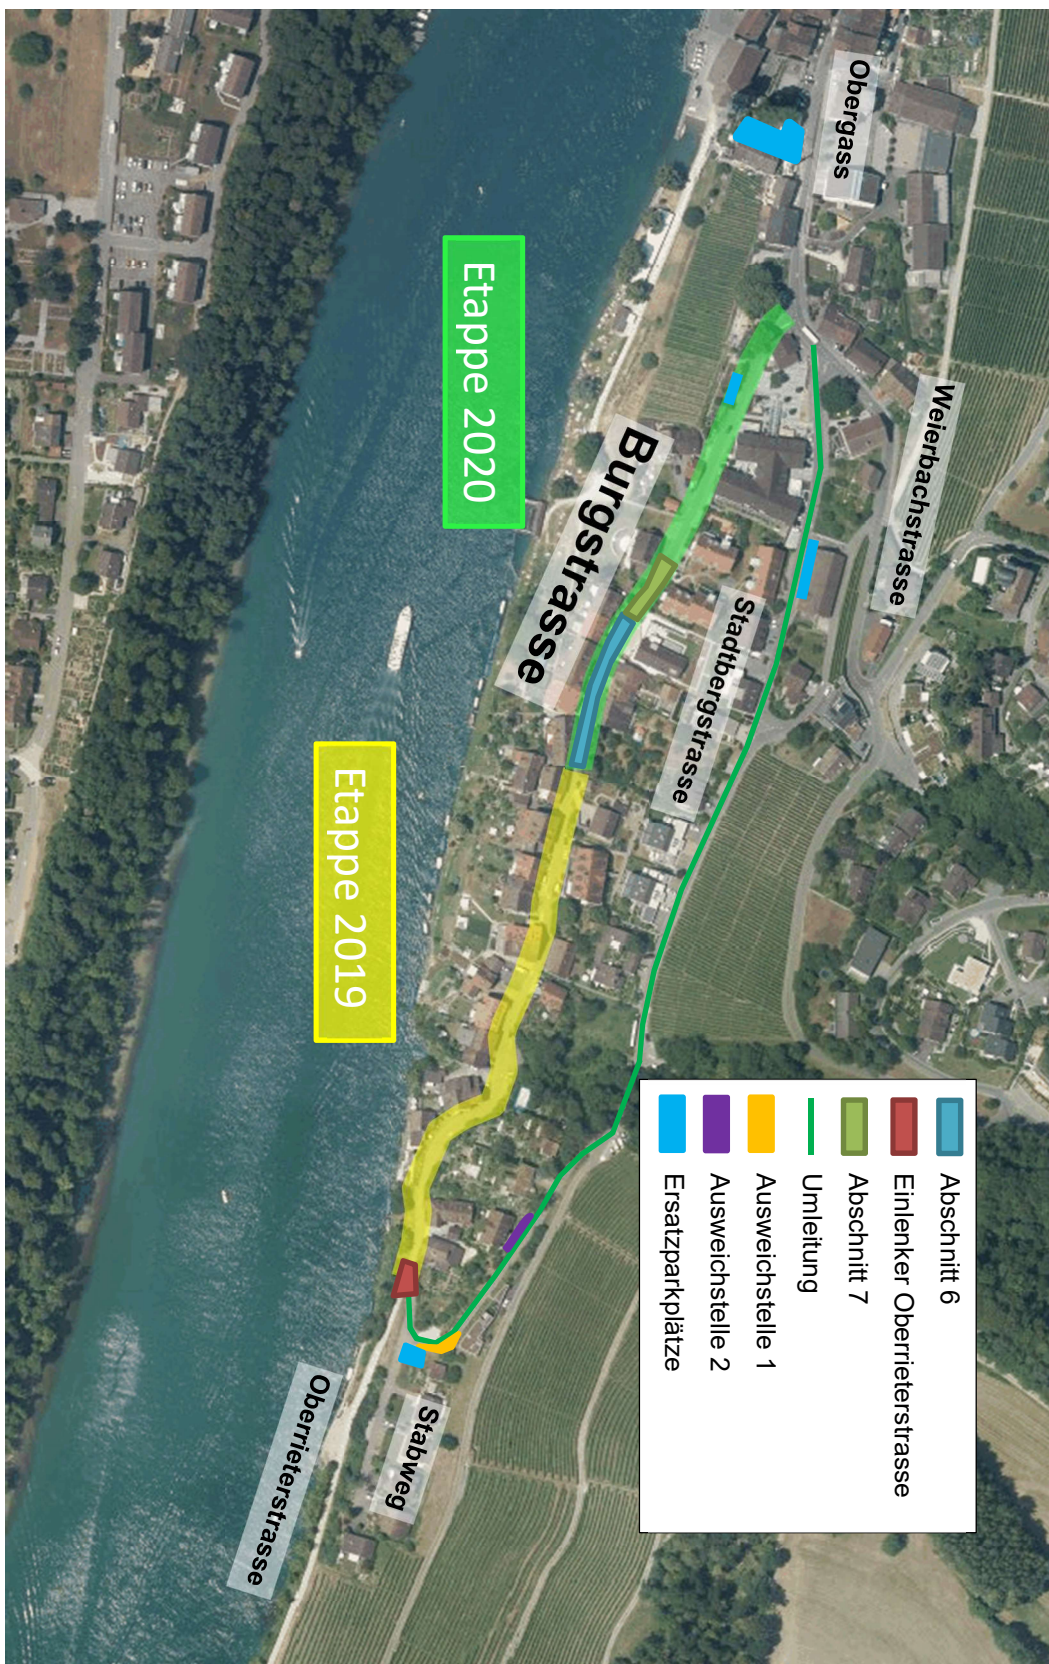 Obergass
Weierbachstrasse
Etappe 2020
Burgstrasse
Stadtbergstrasse
Etappe 2019
Abschnitt 6
Einlenker Oberrieterstrasse
Abschnitt 7
Umleitung
Ausweichstelle 1
Ausweichstelle 2
Ersatzparkplätze
Stabweg
Oberrieterstrasse